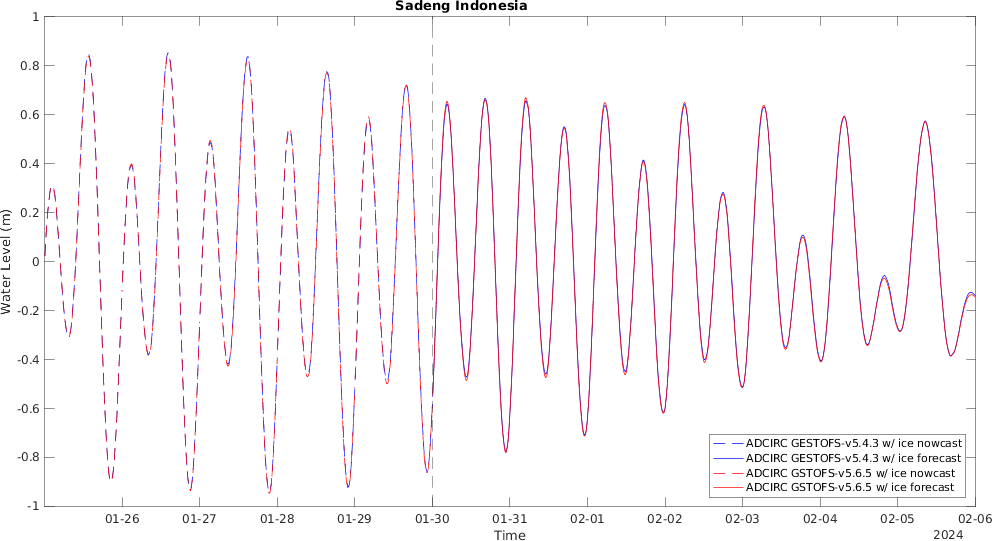 Sadeng Indonesia
1
0.8
0.6
0.4
0.2
0
-0.2
-0.4
-0.6
-0.8
-1
Water Level (m)
ADCIRC GESTOFS-v5.4.3 w/ ice nowcast
ADCIRC GESTOFS-v5.4.3 w/ ice forecast
ADCIRC GSTOFS-v5.6.5 w/ ice nowcast
ADCIRC GSTOFS-v5.6.5 w/ ice forecast
01-26 01-27 01-28 01-29 01-30 01-31 02-01 02-02 02-03 02-04 02-05 02-06
Time
2024